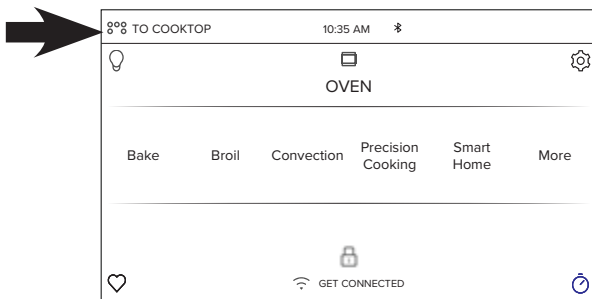 TO COOKTOP 10:35 AM
OVEN
Bake Broil Convection Precision Cooking Smart Home More
GET CONNECTED